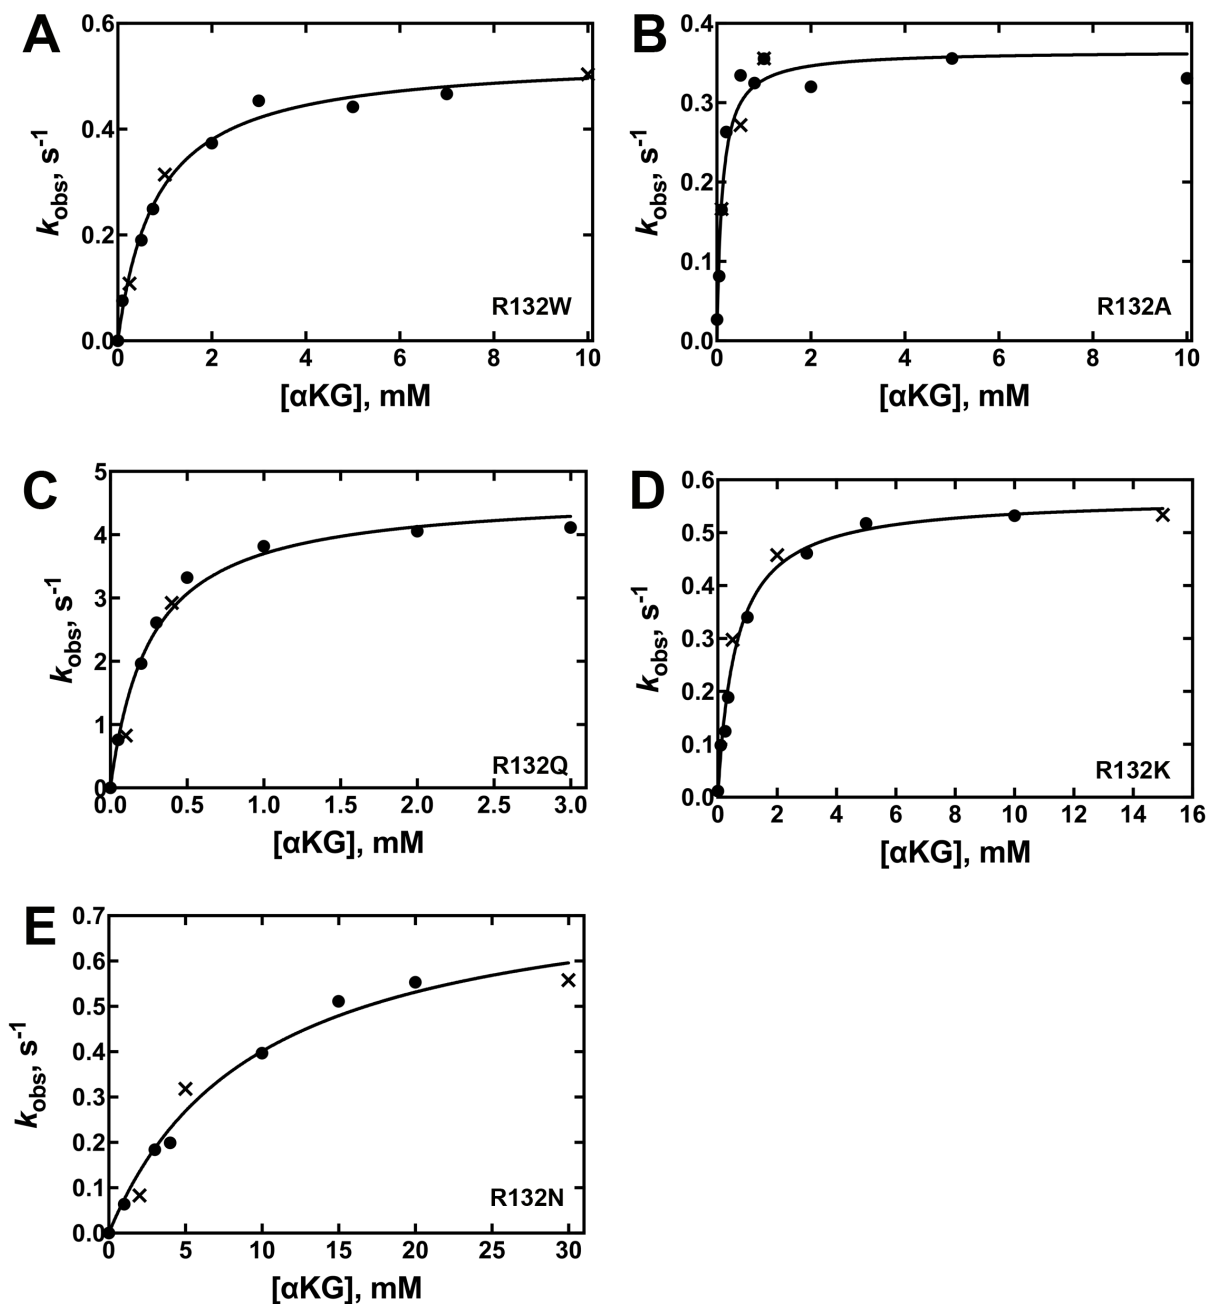 A
0.6
0.4
0.2
0.0
kobs, s-1
0 2 4 6 8 10
[αKG], mM
R132W
B
0.4
0.3
0.2
0.1
0.0
kobs, s-1
0 2 4 6 8 10
[αKG], mM
R132A
C
5
4
3
2
1
0
kobs, s-1
0.0 0.5 1.0 1.5 2.0 2.5 3.0
[αKG], mM
R132Q
D
0.6
0.5
0.4
0.3
0.2
0.1
0.0
kobs, s-1
0 2 4 6 8 10 12 14 16
[αKG], mM
R132K
E
0.7
0.6
0.5
0.4
0.3
0.2
0.1
0.0
kobs, s-1
0 5 10 15 20 25 30
[αKG], mM
R132N